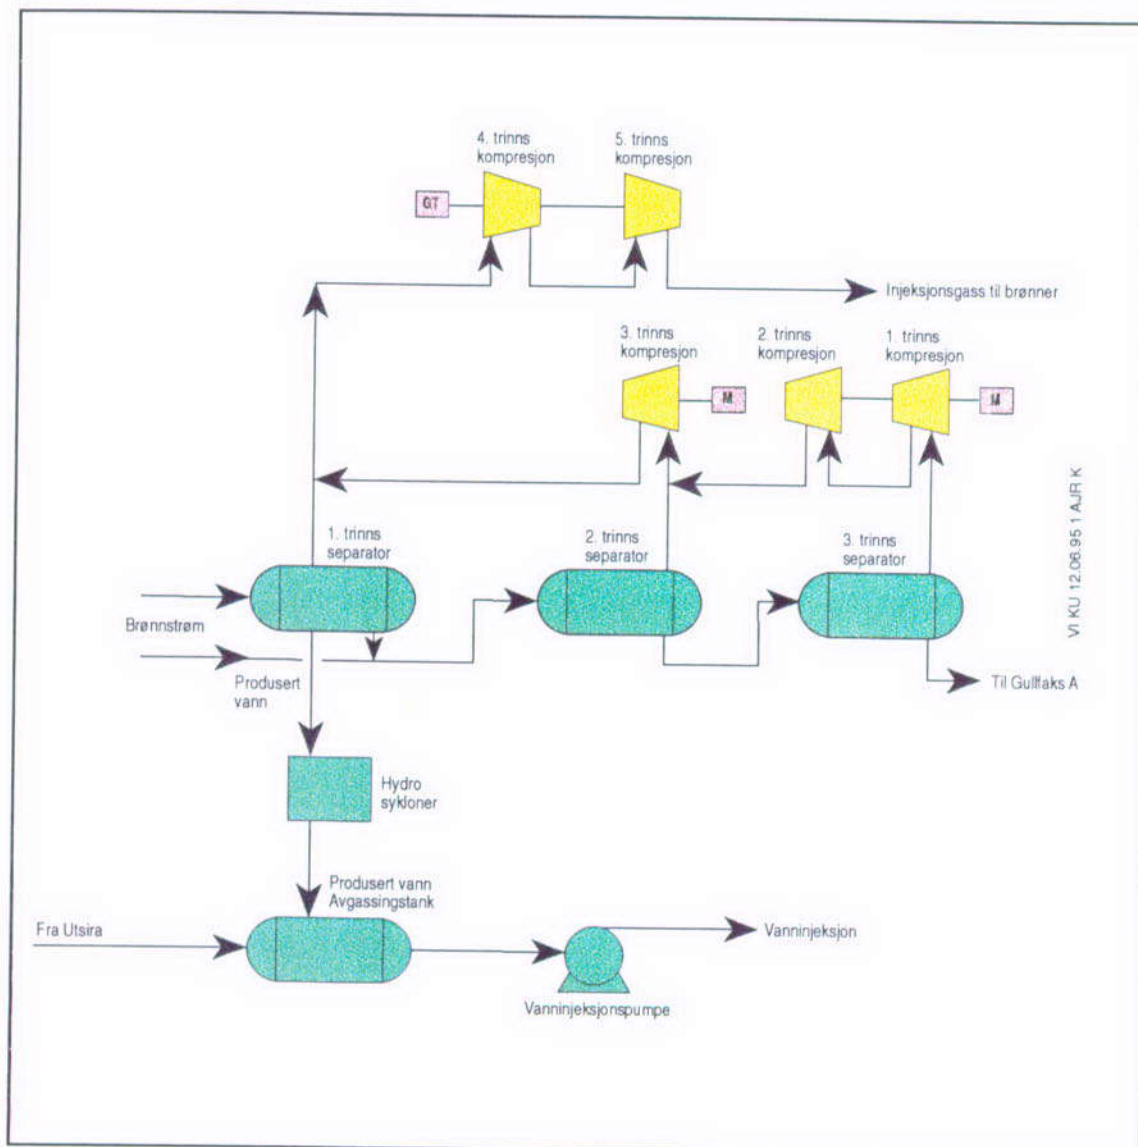 4. trinns
kompresjon
5. trinns
kompresjon
GT
Injeksjonsgass til brønner
3. trinns
kompresjon
2. trinns
kompresjon
1. trinns
kompresjon
M
M
1. trinns
separator
2. trinns
separator
3. trinns
separator
VI KU 12.06.95 1 AJR K
Brønnstrøm
Produsert
vann
Til Gullfaks A
Hydro
sykloner
Produsert vann
Avgassingstank
Fra Utsira
Vanninjeksjon
Vanninjeksjonspumpe